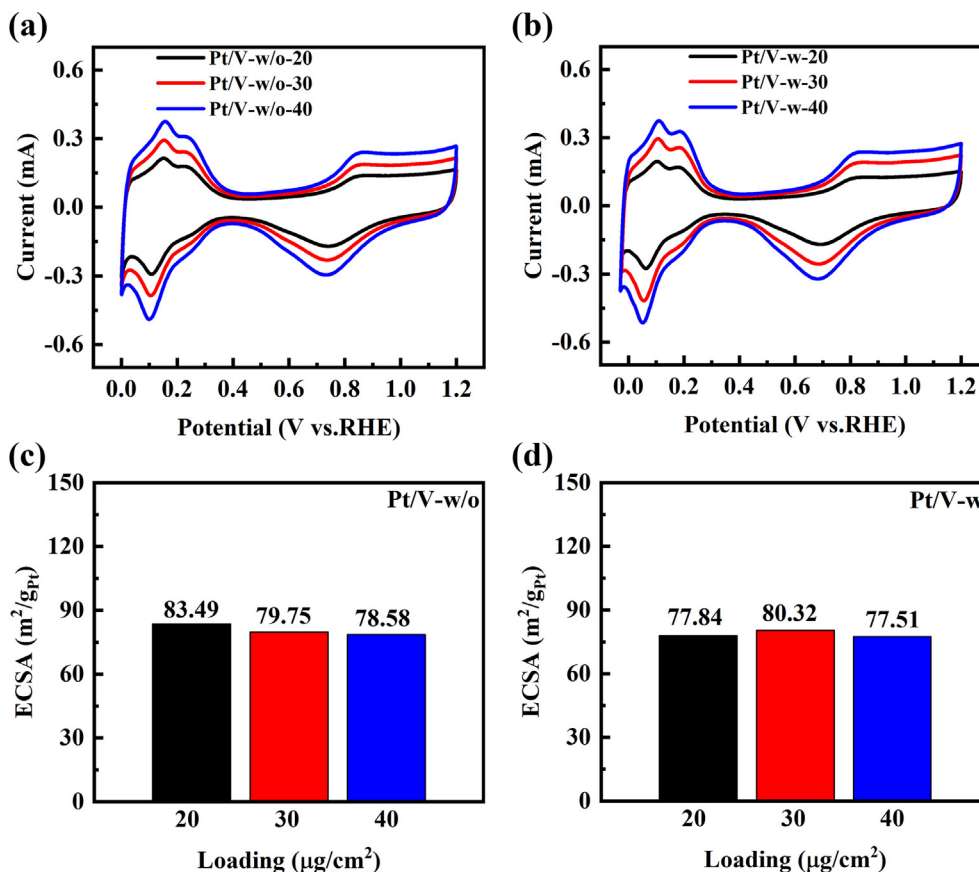 (a)
Pt/V-w/o-20
Pt/V-w/o-30
Pt/V-w/o-40
0.6
0.3
0.0
-0.3
-0.6
Current (mA)
0.0 0.2 0.4 0.6 0.8 1.0 1.2
Potential (V vs.RHE)
(b)
Pt/V-w-20
Pt/V-w-30
Pt/V-w-40
0.6
0.3
0.0
-0.3
-0.6
Current (mA)
0.0 0.2 0.4 0.6 0.8 1.0 1.2
Potential (V vs.RHE)
(c)
Pt/V-w/o
150
120
90
60
30
0
ECSA (m²/gPt)
83.49 79.75 78.58
20 30 40
Loading (μg/cm²)
(d)
Pt/V-w
150
120
90
60
30
0
ECSA (m²/gPt)
77.84 80.32 77.51
20 30 40
Loading (μg/cm²)